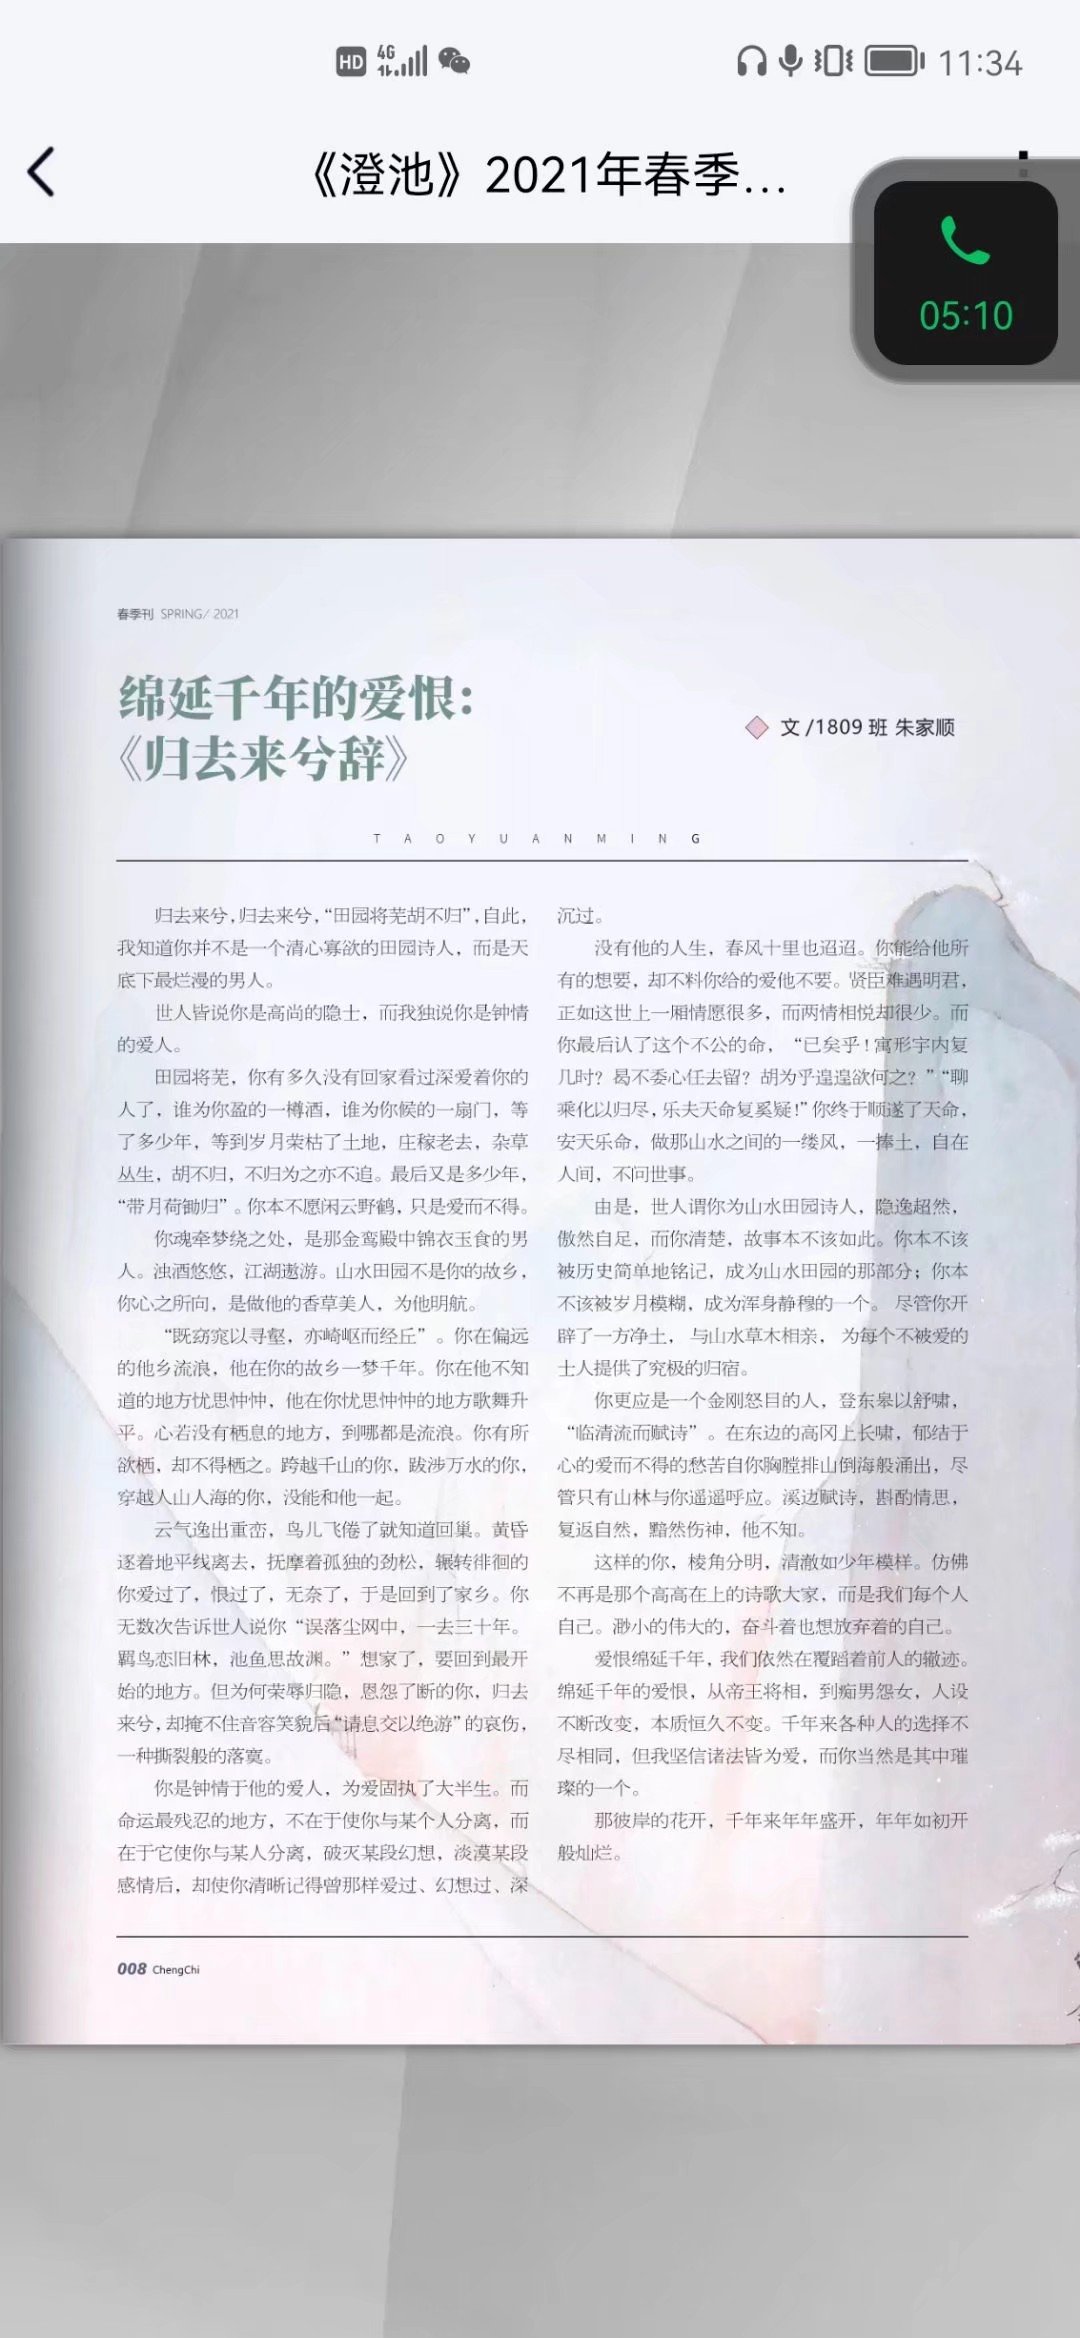 HD 4G 11:34
《澄池》2021年春季...
05:10
春季刊 SPRING/ 2021
绵延千年的爱恨：
《归去来兮辞》
文 /1809 班 朱家顺
TAOYUANMING
归去来兮，归去来兮，“田园将芜胡不归”，自此，
我知道你并不是一个清心寡欲的田园诗人，而是天
底下最烂漫的男人。
世人皆说你是高尚的隐士，而我独说你是钟情
的爱人。
田园将芜，你有多久没有回家看过深爱着你的
人了，谁为你盈的一樽酒，谁为你候的一扇门，等
了多少年，等到岁月荣枯了土地，庄稼老去，杂草
丛生，胡不归，不归为之亦不追。最后又是多少年，
“带月荷锄归”。你本不愿闲云野鹤，只是爱而不得。
你魂牵梦绕之处，是那金鸾殿中锦衣玉食的男
人。浊酒悠悠，江湖遨游。山水田园不是你的故乡，
你心之所向，是做他的香草美人，为他明航。
“既窈窕以寻壑，亦崎岖而经丘”。你在偏远
的他乡流浪，他在你的故乡一梦千年。你在他不知
道的地方忧思忡忡，他在你忧思忡忡的地方歌舞升
平。心若没有栖息的地方，到哪都是流浪。你有所
欲栖，却不得栖之。跨越千山的你，跋涉万水的你，
穿越人山人海的你，没能和他一起。
云气逸出重峦，鸟儿飞倦了就知道回巢。黄昏
逐着地平线离去，抚摩着孤独的劲松，辗转徘徊的
你爱过了，恨过了，无奈了，于是回到了家乡。你
无数次告诉世人说你“误落尘网中，一去三十年。
羁鸟恋旧林，池鱼思故渊。”想家了，要回到最开
始的地方。但为何荣辱归隐，恩怨了断的你，归去
来兮，却掩不住音容笑貌后“请息交以绝游”的哀伤，
一种撕裂般的落寞。
你是钟情于他的爱人，为爱固执了大半生。而
命运最残忍的地方，不在于使你与某个人分离，而
在于它使你与某人分离，破灭某段幻想，淡漠某段
感情后，却使你清晰记得曾那样爱过、幻想过、深
沉过。
没有他的人生，春风十里也迢迢。你能给他所
有的想要，却不料你给的爱他不要。贤臣难遇明君，
正如这世上一厢情愿很多，而两情相悦却很少。而
你最后认了这个不公的命，“已矣乎！寓形宇内复
几时？曷不委心任去留？胡为乎遑遑欲何之？”“聊
乘化以归尽，乐夫天命复奚疑！”你终于顺遂了天命，
安天乐命，做那山水之间的一缕风，一捧土，自在
人间，不问世事。
由是，世人谓你为山水田园诗人，隐逸超然，
傲然自足，而你清楚，故事本不该如此。你本不该
被历史简单地铭记，成为山水田园的那部分；你本
不该被岁月模糊，成为浑身静穆的一个。 尽管你开
辟了一方净土， 与山水草木相亲， 为每个不被爱的
士人提供了究极的归宿。
你更应是一个金刚怒目的人，登东皋以舒啸，
“临清流而赋诗”。在东边的高冈上长啸，郁结于
心的爱而不得的愁苦自你胸膛排山倒海般涌出，尽
管只有山林与你遥遥呼应。溪边赋诗，斟酌情思，
复返自然，黯然伤神，他不知。
这样的你，棱角分明，清澈如少年模样。仿佛
不再是那个高高在上的诗歌大家，而是我们每个人
自己。渺小的伟大的，奋斗着也想放弃着的自己。
爱恨绵延千年，我们依然在覆蹈着前人的辙迹。
绵延千年的爱恨，从帝王将相，到痴男怨女，人设
不断改变，本质恒久不变。千年来各种人的选择不
尽相同，但我坚信诸法皆为爱，而你当然是其中璀
璨的一个。
那彼岸的花开，千年来年年盛开，年年如初开
般灿烂。
008 ChengChi